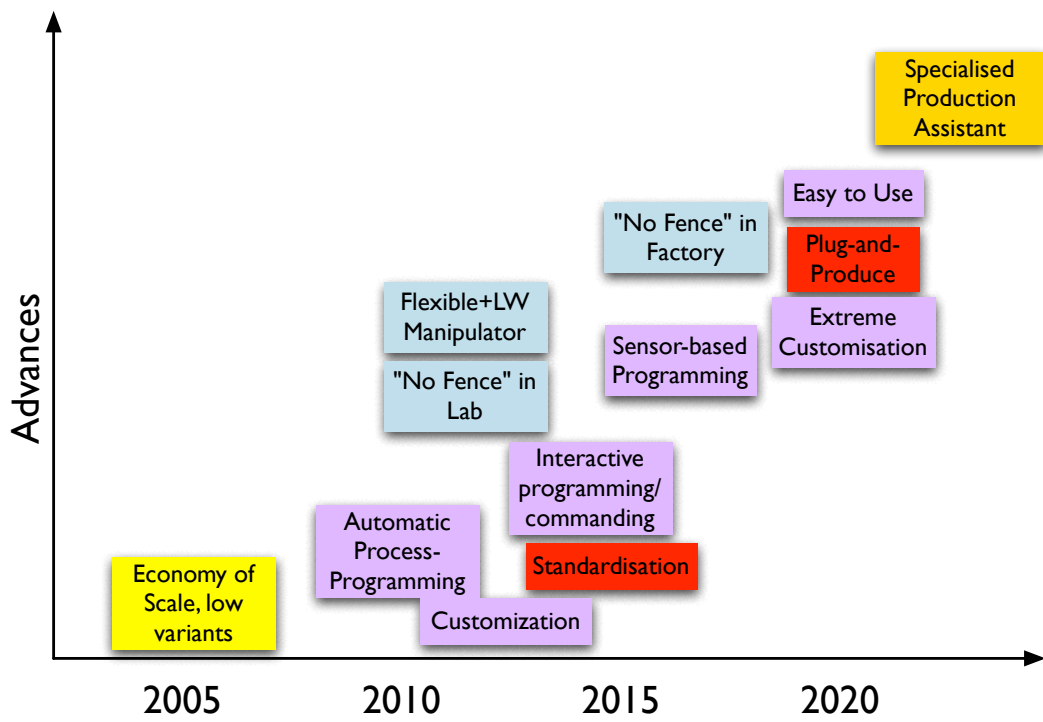 Specialised
Production
Assistant
Easy to Use
"No Fence" in
Factory
Plug-and-
Produce
Flexible+LW
Manipulator
Extreme
Customisation
Sensor-based
Programming
"No Fence" in
Lab
Advances
Interactive
programming/
commanding
Automatic
Process-
Programming
Standardisation
Economy of
Scale, low
variants
Customization
2005
2010
2015
2020